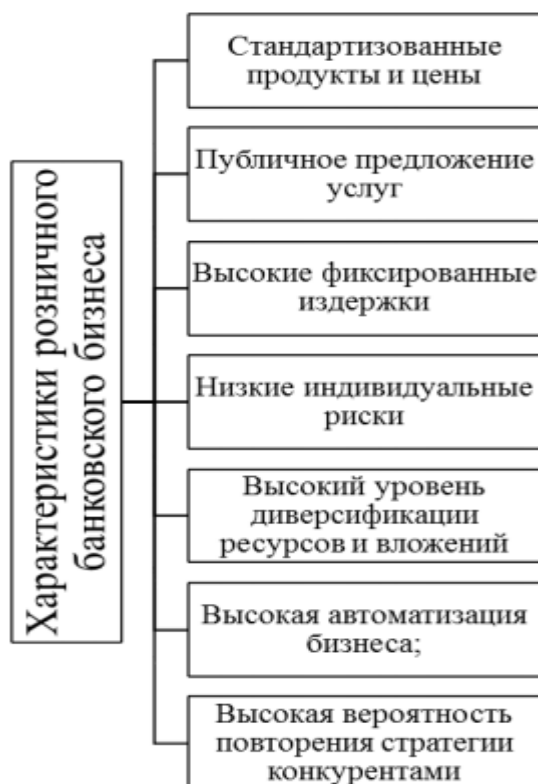 Характеристики розничного
банковского бизнеса
Стандартизованные
продукты и цены
Публичное предложение
услуг
Высокие фиксированные
издержки
Низкие индивидуальные
риски
Высокий уровень
диверсификации
ресурсов и вложений
Высокая автоматизация
бизнеса;
Высокая вероятность
повторения стратегии
конкурентами